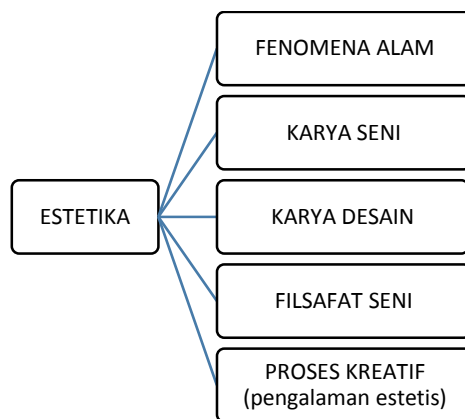 FENOMENA ALAM
KARYA SENI
ESTETIKA
KARYA DESAIN
FILSAFAT SENI
PROSES KREATIF
(pengalaman estetis)